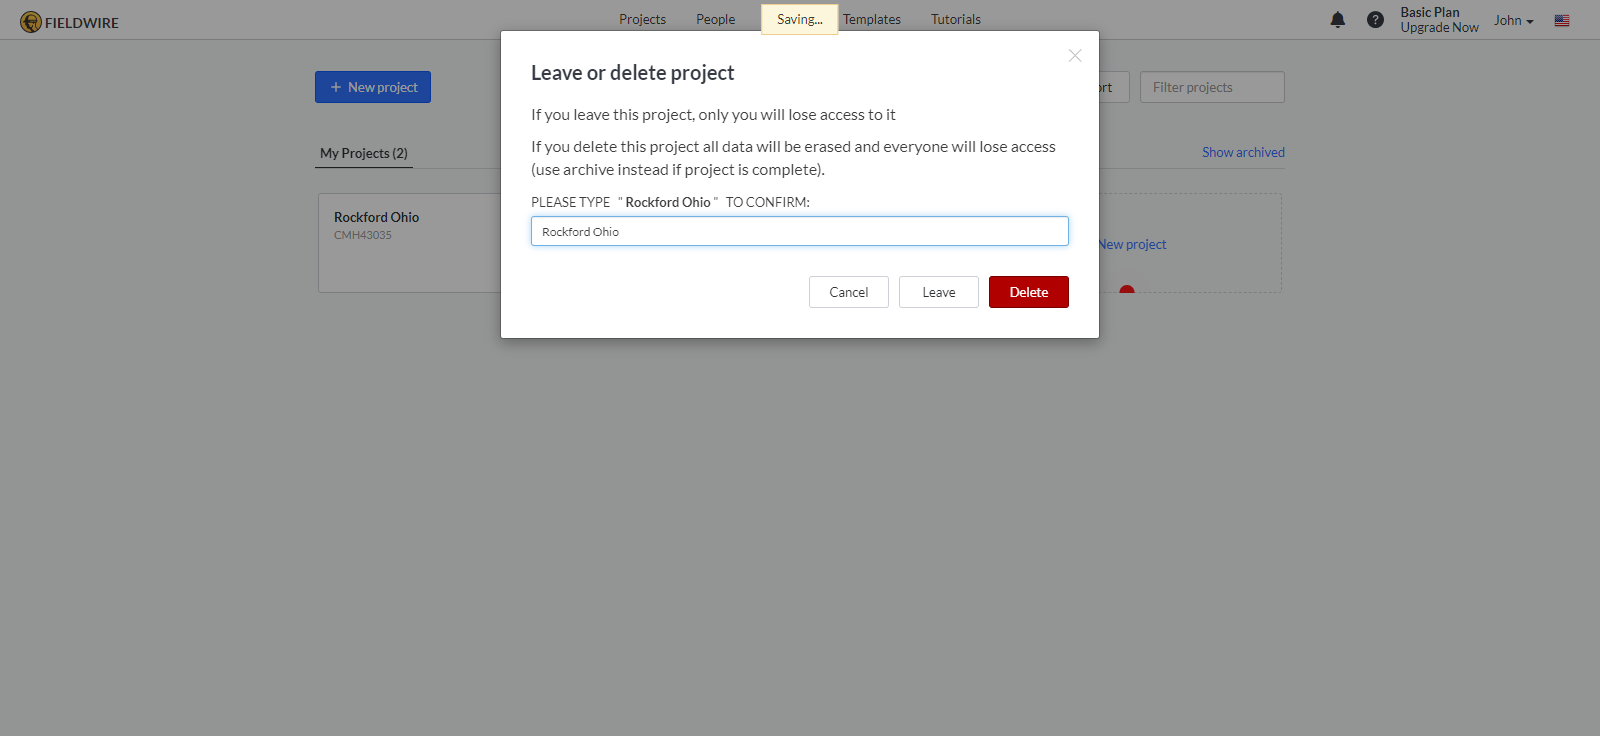 FIELDWIRE
Projects
People
Saving...
Templates
Tutorials
Basic Plan
Upgrade Now
John
New project
Filter projects
My Projects (2)
Show archived
Rockford Ohio
CMH43035
New project
Leave or delete project
If you leave this project, only you will lose access to it
If you delete this project all data will be erased and everyone will lose access
(use archive instead if project is complete).
PLEASE TYPE "Rockford Ohio" TO CONFIRM:
Rockford Ohio
Cancel
Leave
Delete